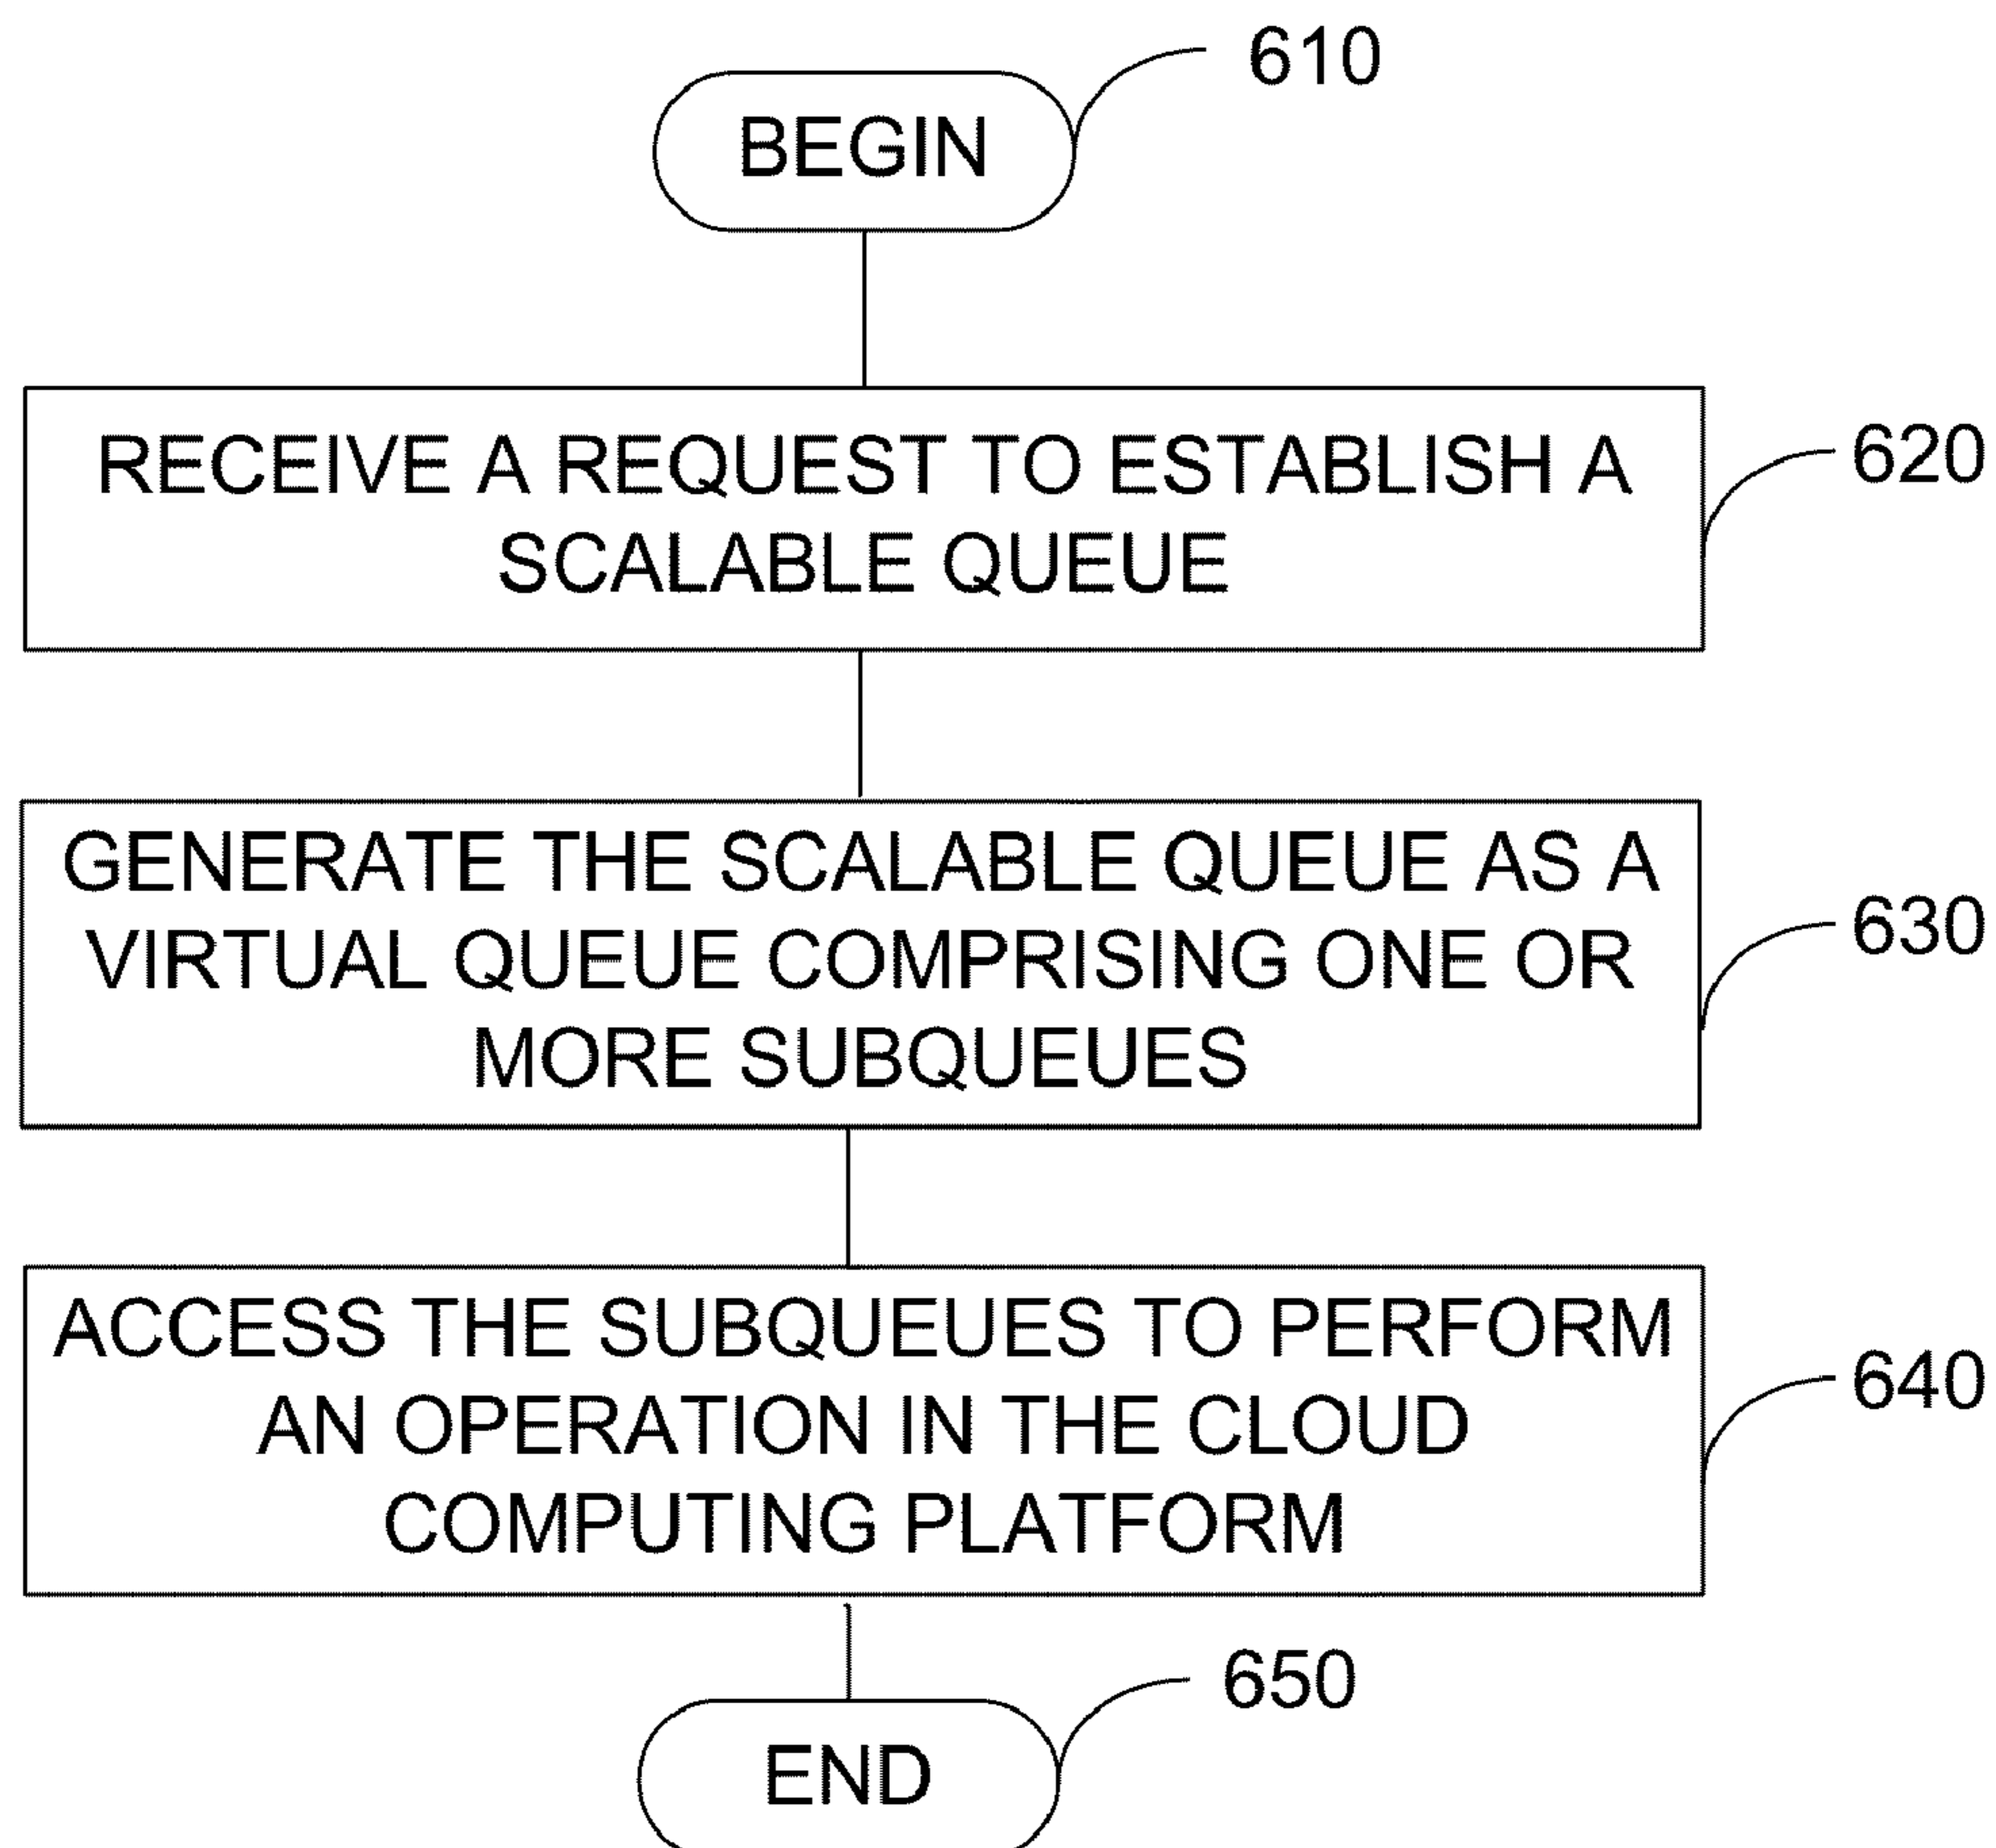 610
BEGIN
RECEIVE A REQUEST TO ESTABLISH A
SCALABLE QUEUE
620
GENERATE THE SCALABLE QUEUE AS A
VIRTUAL QUEUE COMPRISING ONE OR
MORE SUBQUEUES
630
ACCESS THE SUBQUEUES TO PERFORM
AN OPERATION IN THE CLOUD
COMPUTING PLATFORM
640
650
END